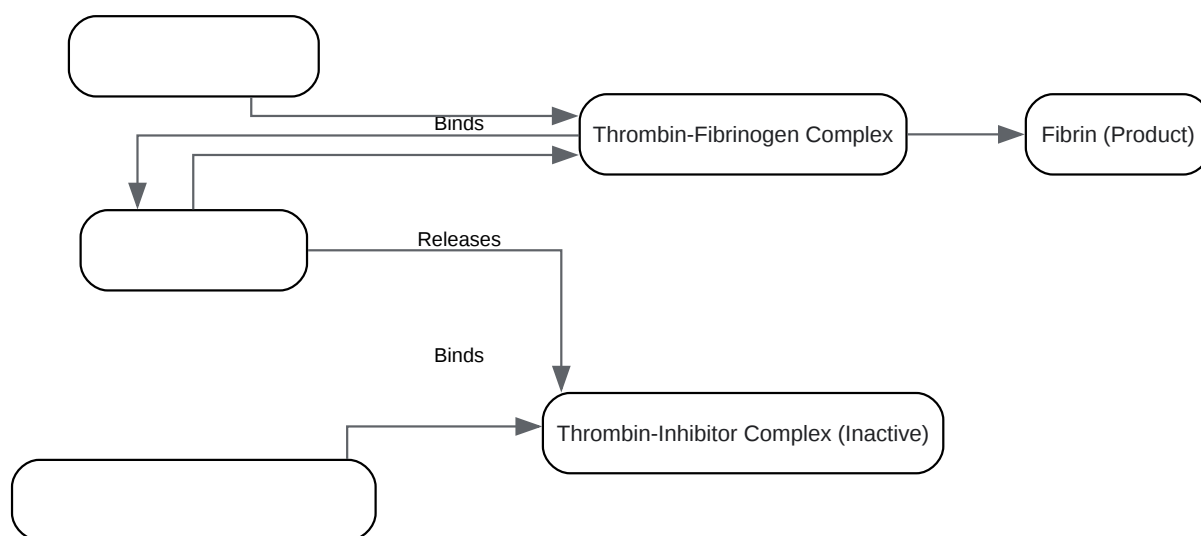 Binds
Thrombin-Fibrinogen Complex
Fibrin (Product)
Releases
Binds
Thrombin-Inhibitor Complex (Inactive)